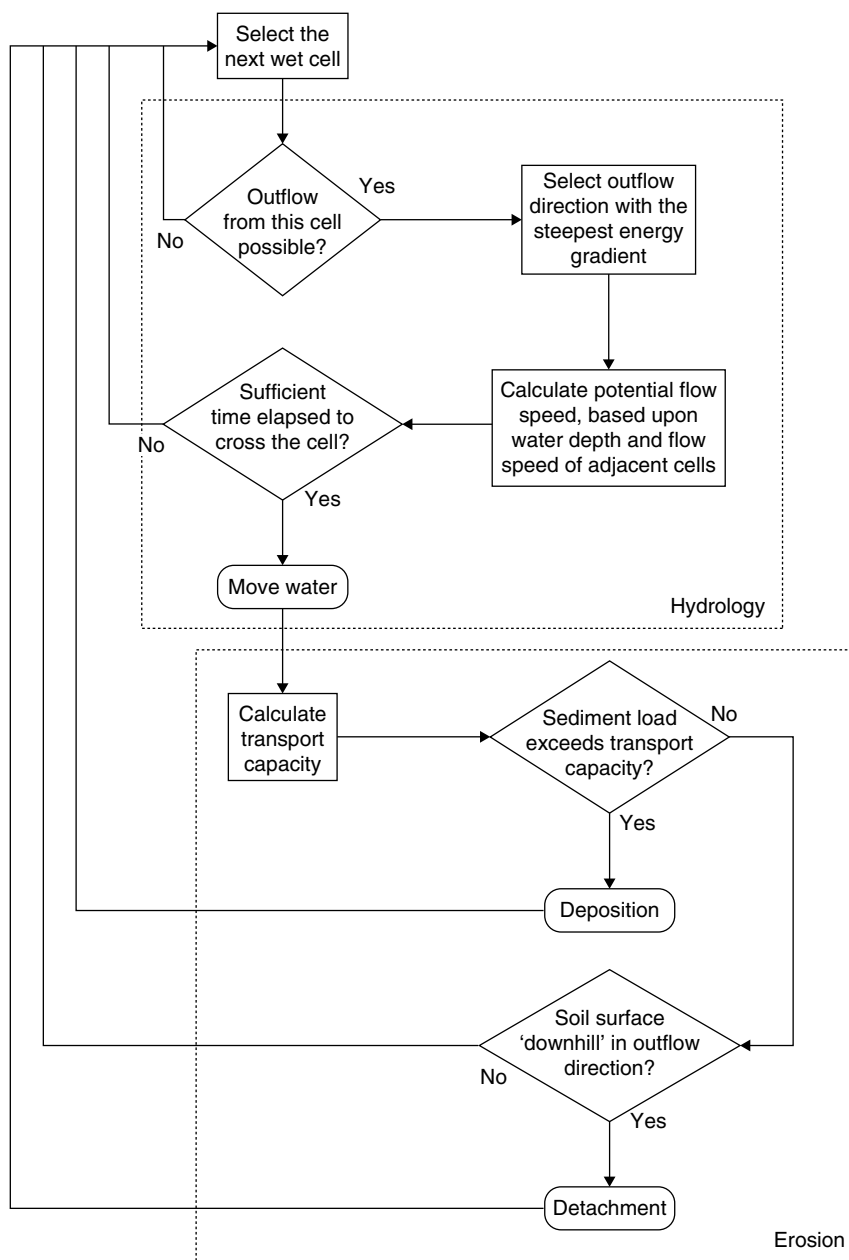 Select the
next wet cell
Outflow
from this cell
possible?
Yes
No
Select outflow
direction with the
steepest energy
gradient
Calculate potential flow
speed, based upon
water depth and flow
speed of adjacent cells
Sufficient
time elapsed to
cross the cell?
No
Yes
Move water
Hydrology
Calculate
transport
capacity
Sediment load
exceeds transport
capacity?
No
Yes
Deposition
Soil surface
‘downhill’ in outflow
direction?
No
Yes
Detachment
Erosion